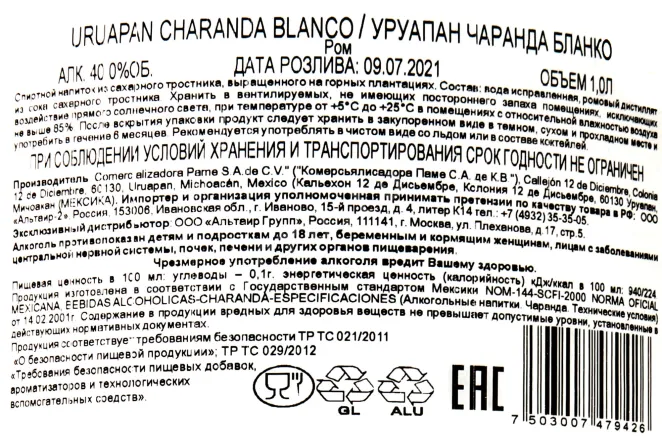 URUAPAN CHARANDA BLANCO / УРУАПАН ЧАРАНДА БЛАНКО
Ром
АЛК. 40.0%ОБ. ДАТА РОЗЛИВА: 09.07.2021 ОБЪЕМ 1,0Л
Спиртной напиток из сахарного тростника, выращенного на горных плантациях. Состав: вода исправленная, ромовый дистиллят
из сока сахарного тростника Хранить в вентилируемых, не имеющих постороннего запаха помещениях, исключающих
воздействие прямого солнечного света, при температуре от +5°С до +25°С в помещениях с относительной влажностью воздуха
не выше 85% После вскрытия упаковки продукт следует хранить в закупоренном виде в темном, сухом и прохладном месте и
употребить в течение 6 месяцев. Рекомендуется употреблять в чистом виде со льдом или в составе коктейлей.
ПРИ СОБЛЮДЕНИИ УСЛОВИЙ ХРАНЕНИЯ И ТРАНСПОРТИРОВАНИЯ СРОК ГОДНОСТИ НЕ ОГРАНИЧЕН
Производитель Comercializadora Pame S.A.de C.V." ("Комерсьялисадора Паме С.А. де К.В"), Callejón 12 de Diciembre, Colonia
12 de Diciembre, 60130, Uruapan, Michoacán, Mexico (Кальехон 12 де Дисьембре, Колония 12 де Дисьембре, 60130 Уруапан,
Мичоакан (МЕКСИКА). Импортер и организация уполномоченная принимать претензии по качеству товара в РФ: ООО
«Альтвир-2» Россия, 153006, Ивановская обл., г. Иваново, 15-й проезд, д. 4, литер К14 тел.: +7 (4932) 35-35-05.
Эксклюзивный дистрибьютор: ООО «Альтвир Групп», Россия, 111141, г. Москва, ул. Плеханова, д.17, стр.5.
Алкоголь противопоказан детям и подросткам до 18 лет, беременным и кормящим женщинам, лицам с заболеваниями
центральной нервной системы, почек, печени и других органов пищеварения.
Чрезмерное употребление алкоголя вредит Вашему здоровью.
Пищевая ценность в 100 мл: углеводы – 0,1г. энергетическая ценность (калорийность) кДж/ккал в 100 мл: 940/224
Продукция изготовлена в соответствии с Государственным стандартом Мексики NOM-144-SCFI-2000 NORMA OFICIAL
MEXICANA, BEBIDAS ALCOHOLICAS-CHARANDA-ESPECIFICACIONES (Алкогольные напитки. Чаранда. Технические условия)
от 14.02.2001г. Содержание в продукции вредных для здоровья веществ не превышает допустимые уровни, установленные в
действующих нормативных документах.
Продукция соответствует требованиям безопасности ТР ТС 021/2011
«О безопасности пищевой продукции»; ТР ТС 029/2012
«Требования безопасности пищевых добавок,
ароматизаторов и технологических
вспомогательных средств».
GL ALU EAC
7 503007 479426